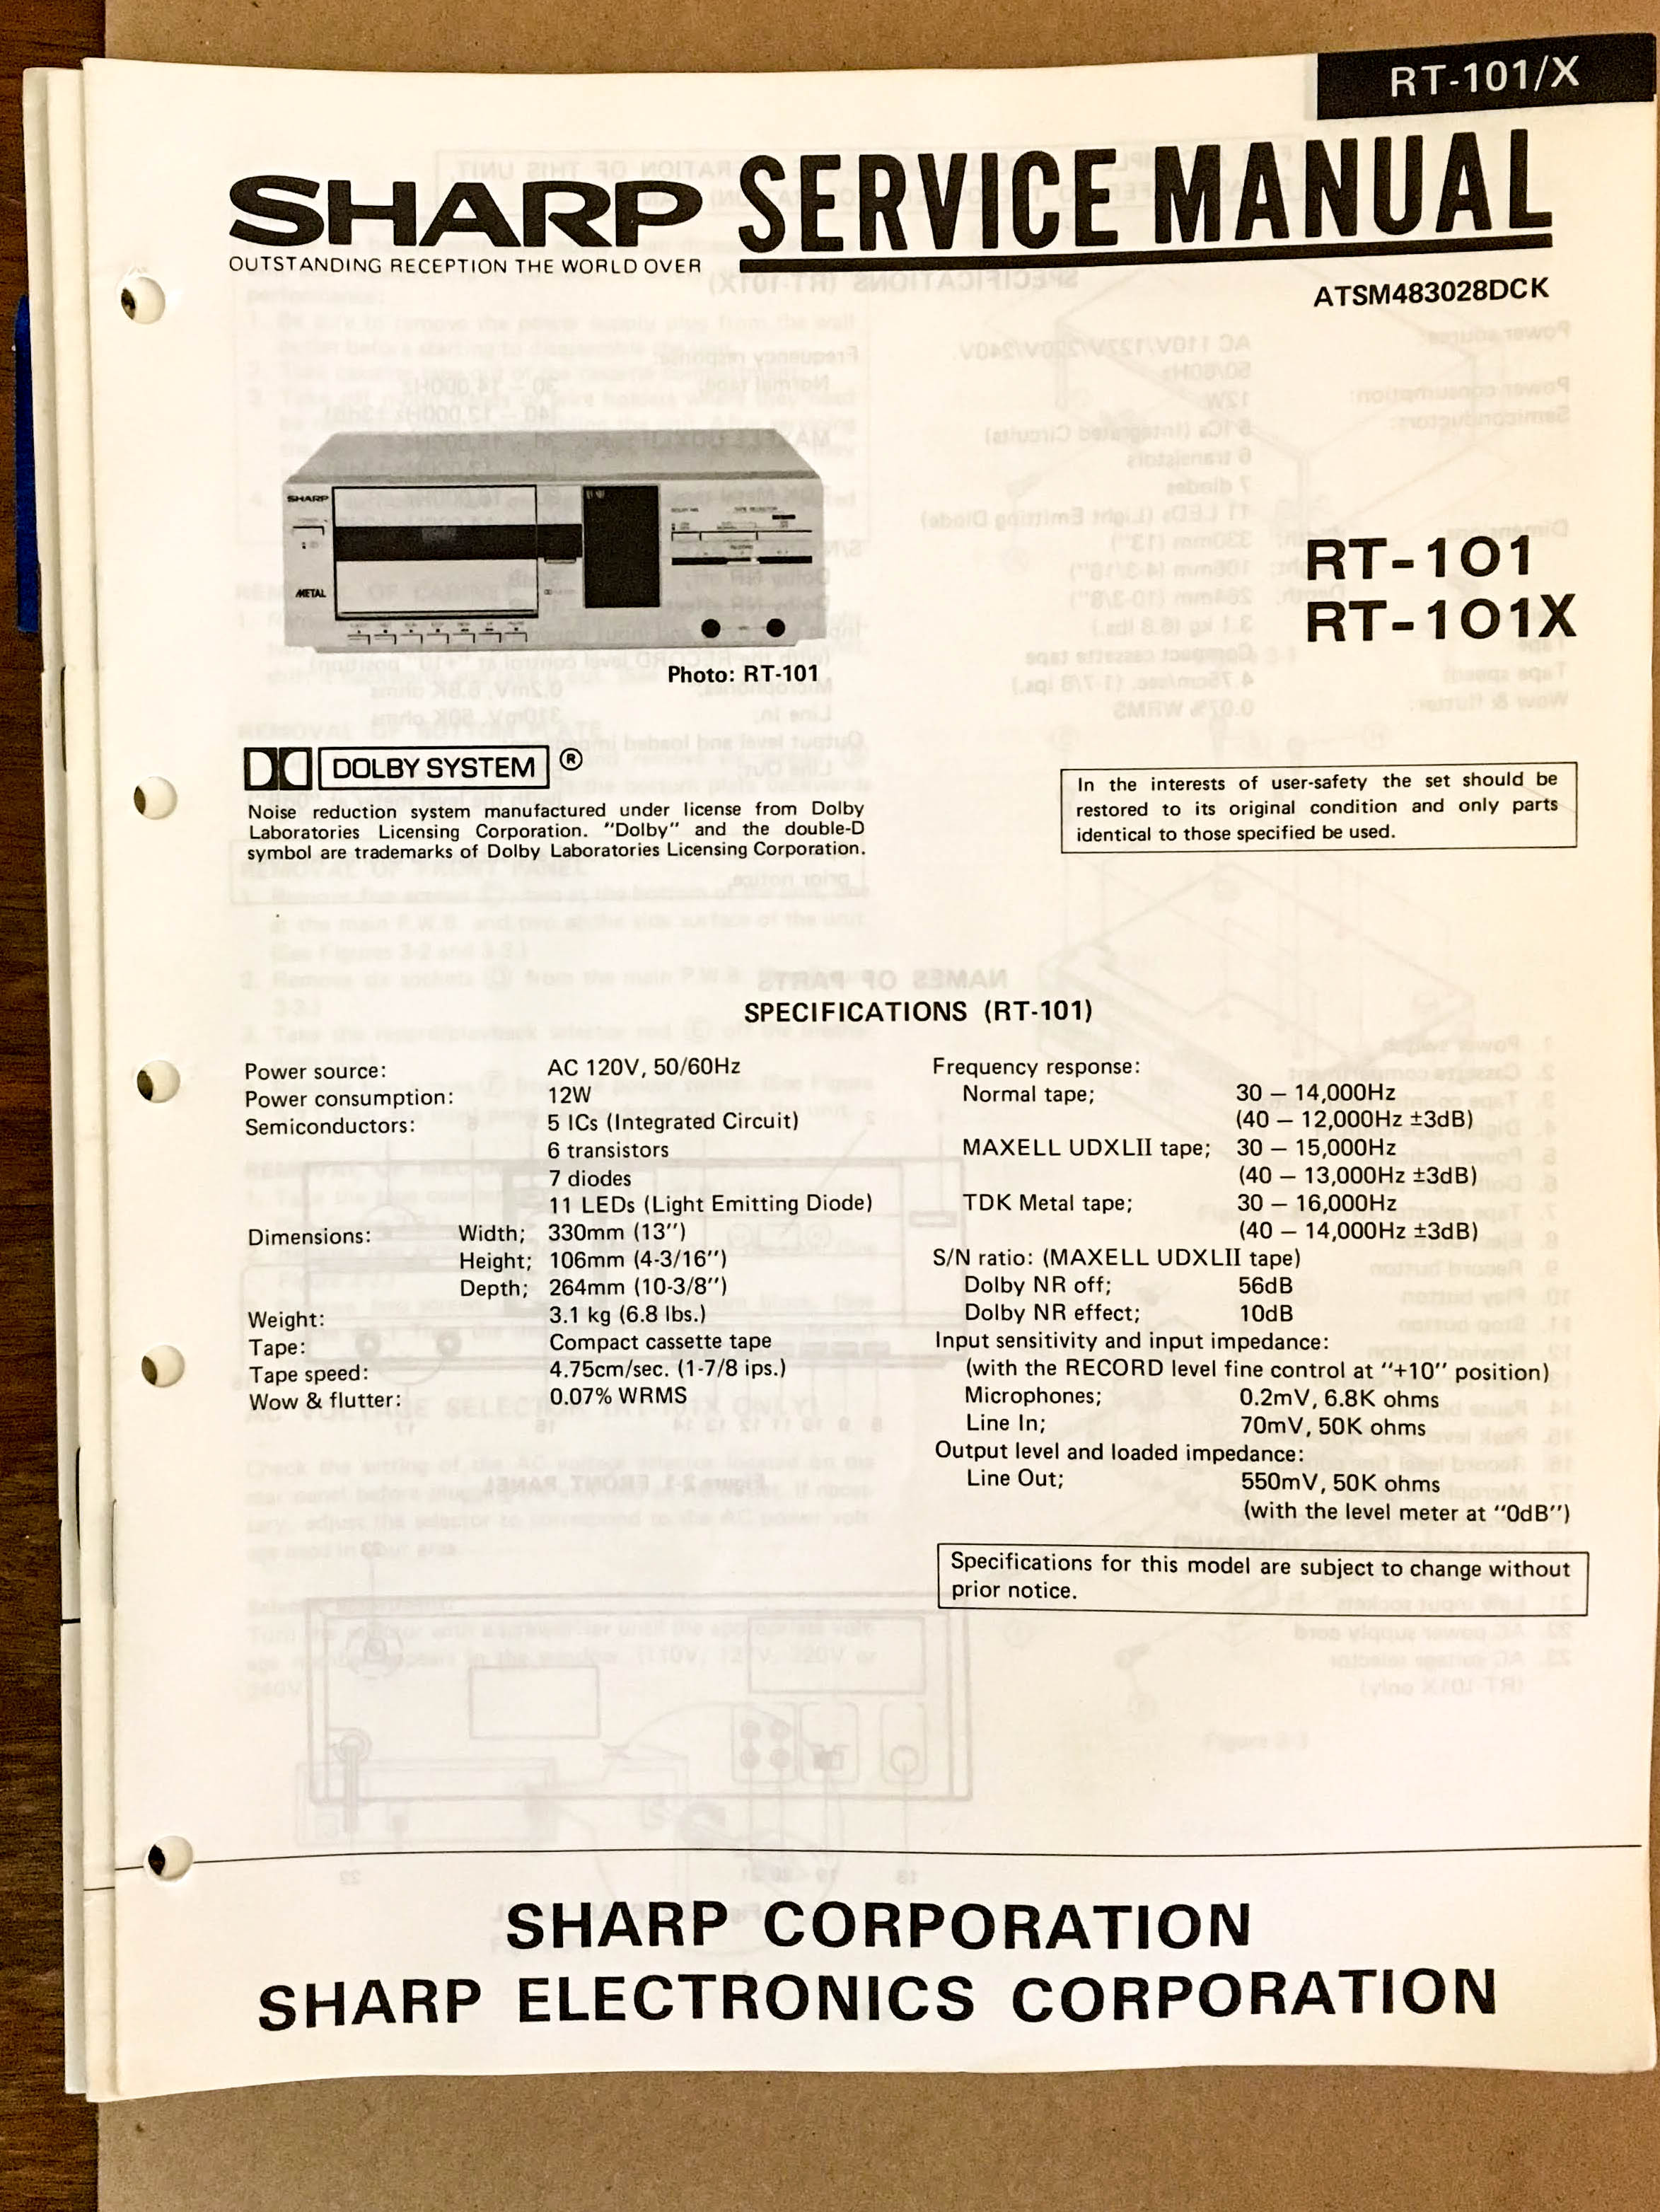 RT-101/X
SHARP SERVICE MANUAL
OUTSTANDING RECEPTION THE WORLD OVER
ATSM483028DCK
SHARP
METAL
RT-101
RT-101X
Photo: RT-101
DOLBY SYSTEM ®
Noise reduction system manufactured under license from Dolby
Laboratories Licensing Corporation. "Dolby" and the double-D
symbol are trademarks of Dolby Laboratories Licensing Corporation.
In the interests of user-safety the set should be
restored to its original condition and only parts
identical to those specified be used.
SPECIFICATIONS (RT-101)
Power source: AC 120V, 50/60Hz
Power consumption: 12W
Semiconductors: 5 ICs (Integrated Circuit)
6 transistors
7 diodes
11 LEDs (Light Emitting Diode)
Dimensions: Width; 330mm (13'')
Height; 106mm (4-3/16'')
Depth; 264mm (10-3/8'')
Weight: 3.1 kg (6.8 lbs.)
Tape: Compact cassette tape
Tape speed: 4.75cm/sec. (1-7/8 ips.)
Wow & flutter: 0.07% WRMS
Frequency response:
Normal tape; 30 – 14,000Hz
(40 – 12,000Hz ±3dB)
MAXELL UDXLII tape; 30 – 15,000Hz
(40 – 13,000Hz ±3dB)
TDK Metal tape; 30 – 16,000Hz
(40 – 14,000Hz ±3dB)
S/N ratio: (MAXELL UDXLII tape)
Dolby NR off; 56dB
Dolby NR effect; 10dB
Input sensitivity and input impedance:
(with the RECORD level fine control at "+10" position)
Microphones; 0.2mV, 6.8K ohms
Line In; 70mV, 50K ohms
Output level and loaded impedance:
Line Out; 550mV, 50K ohms
(with the level meter at "0dB")
Specifications for this model are subject to change without
prior notice.
SHARP CORPORATION
SHARP ELECTRONICS CORPORATION